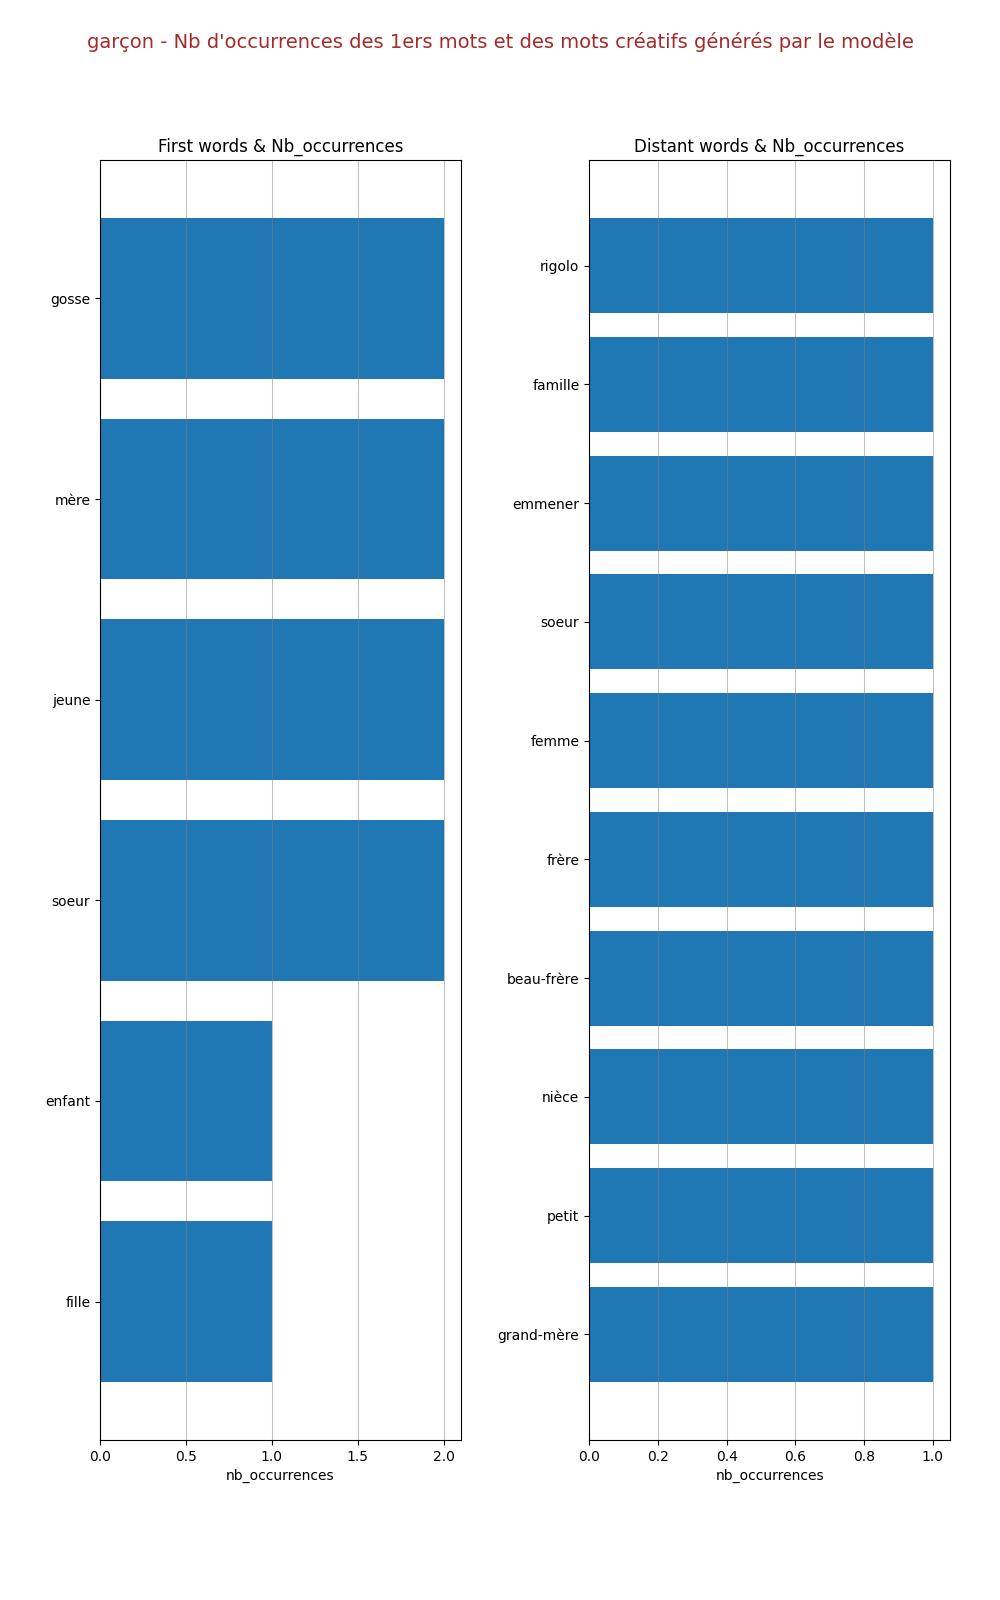 garçon - Nb d'occurrences des 1ers mots et des mots créatifs générés par le modèle
First words & Nb_occurrences
gosse
mère
jeune
soeur
enfant
fille
0.0 0.5 1.0 1.5 2.0
nb_occurrences
Distant words & Nb_occurrences
rigolo
famille
emmener
soeur
femme
frère
beau-frère
nièce
petit
grand-mère
0.0 0.2 0.4 0.6 0.8 1.0
nb_occurrences